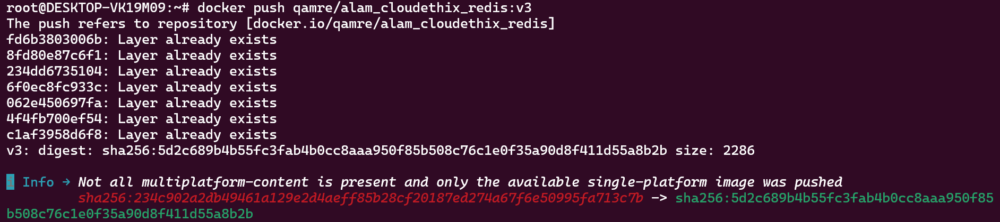 root@DESKTOP-VK19M09:~# docker push qamre/alam_cloudethix_redis:v3
The push refers to repository [docker.io/qamre/alam_cloudethix_redis]
fd6b3803006b: Layer already exists
8fd80e87c6f1: Layer already exists
234dd6735104: Layer already exists
6f0ec8fc933c: Layer already exists
062e450697fa: Layer already exists
4f4fb700ef54: Layer already exists
c1af3958d6f8: Layer already exists
v3: digest: sha256:5d2c689b4b55fc3fab4b0cc8aaa950f85b508c76c1e0f35a90d8f411d55a8b2b size: 2286
i Info → Not all multiplatform-content is present and only the available single-platform image was pushed
sha256:234c902a2db49461a129e2d4aeff85b28cf20187ed274a67f6e50995fa713c7b -> sha256:5d2c689b4b55fc3fab4b0cc8aaa950f85
b508c76c1e0f35a90d8f411d55a8b2b